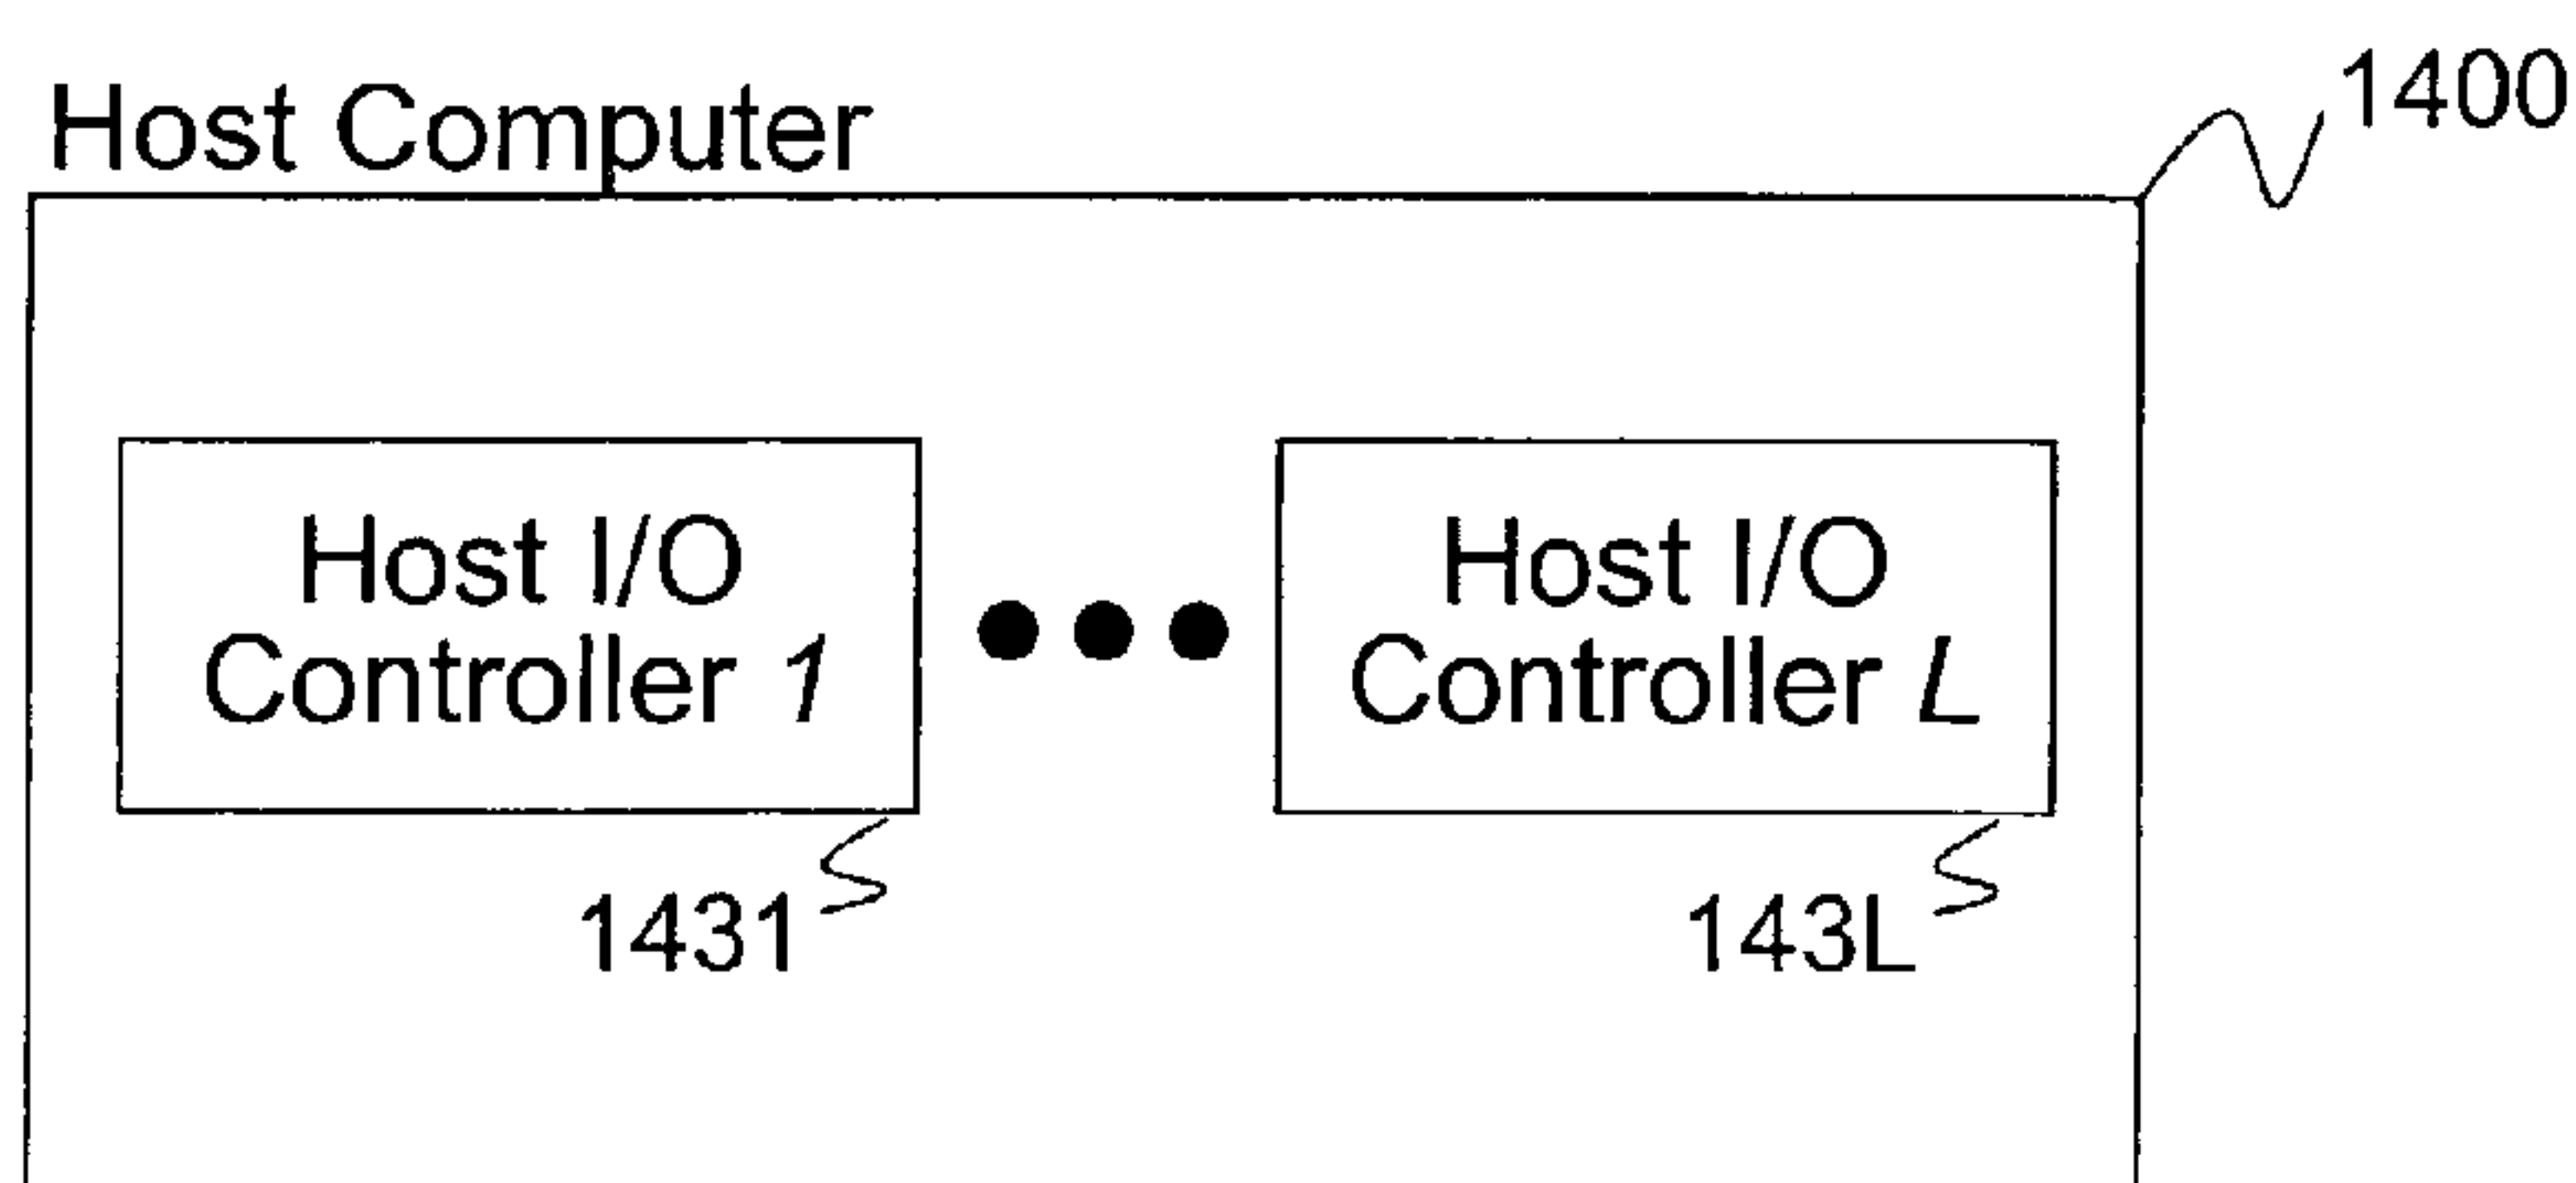 1400
Host Computer
Host I/O
Controller 1
Host I/O
Controller L
1431
143L